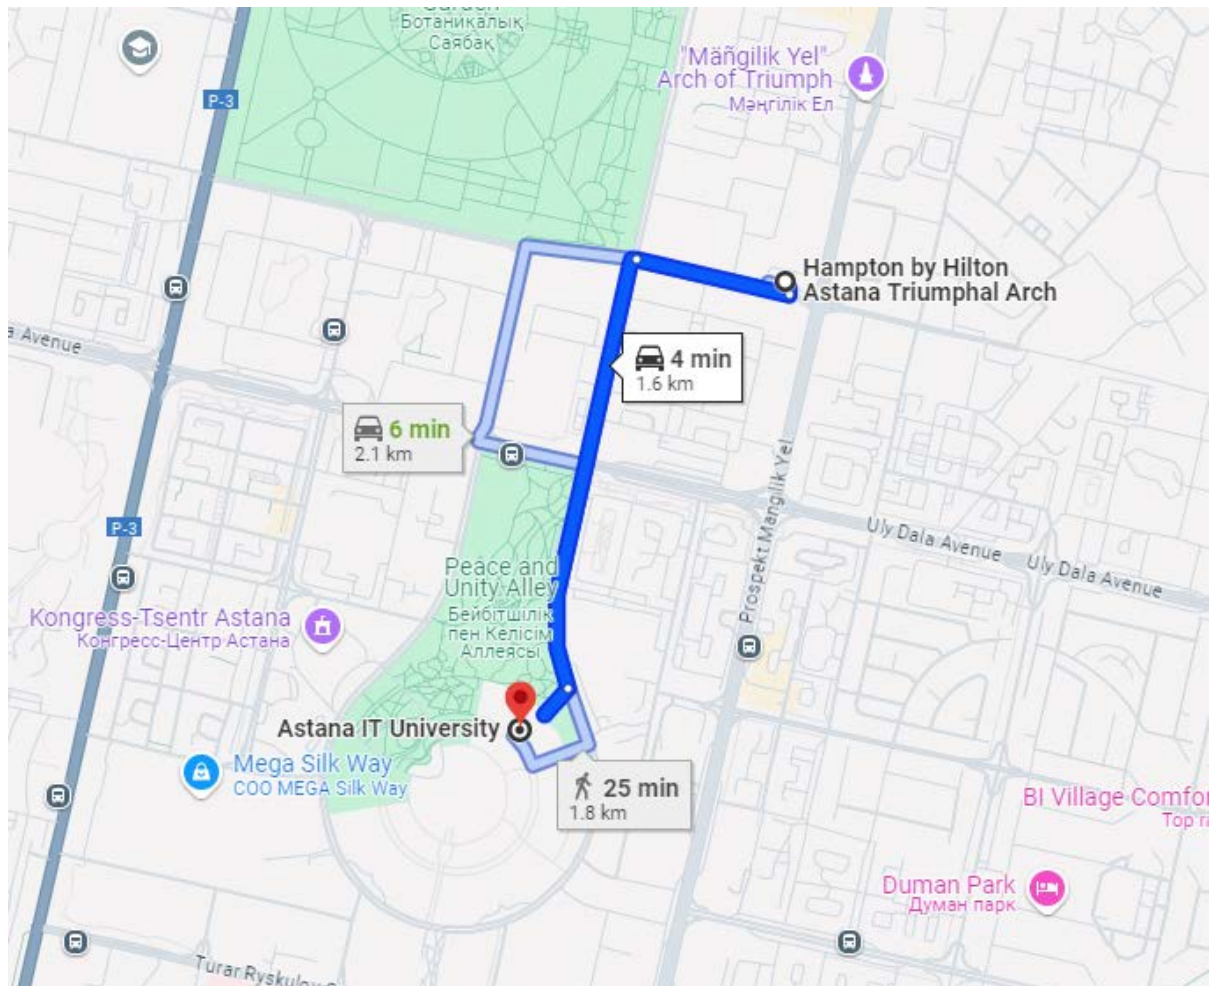 Ботаникалық
Саябақ
"Mäñgilik Yel"
Arch of Triumph
Мәңгілік Ел
P-3
Hampton by Hilton
Astana Triumphal Arch
a Avenue
4 min
1.6 km
6 min
2.1 km
Prospekt Mangilik Yel
P-3
Uly Dala Avenue
Uly Dala Avenue
Peace and
Unity Alley
Бейбітшілік
пен Келісім
Аллеясы
Kongress-Tsentr Astana
Конгресс-Центр Астана
Astana IT University
Mega Silk Way
COO MEGA Silk Way
25 min
1.8 km
BI Village Comfor
Top ra
Duman Park
Думан парк
Turar Ryskulov